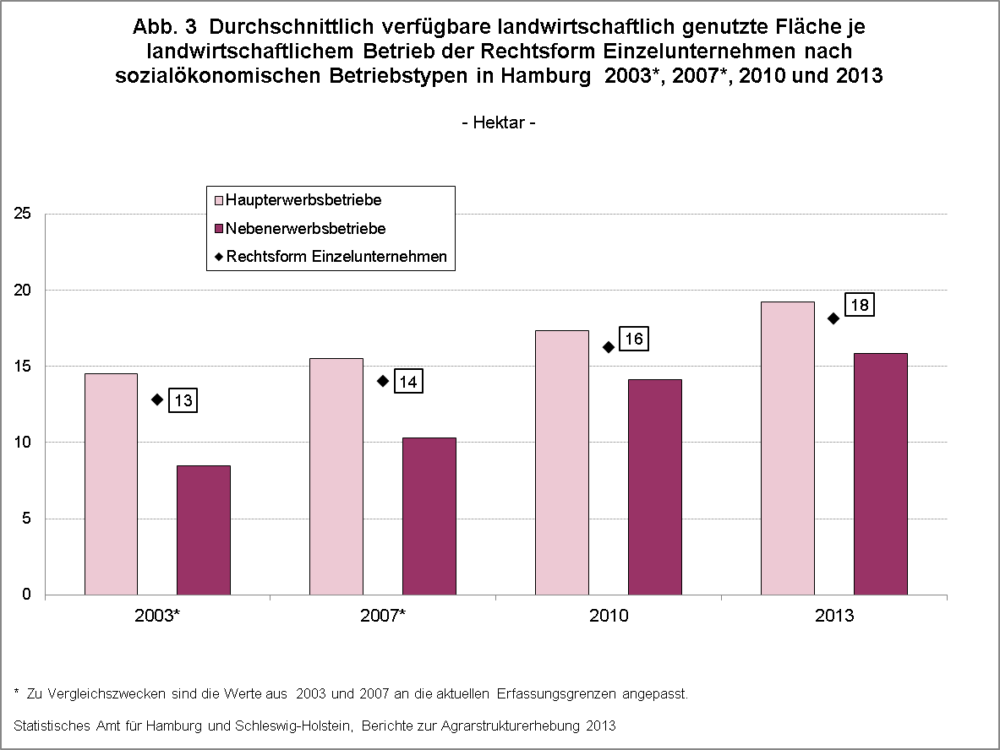 Abb. 3 Durchschnittlich verfügbare landwirtschaftlich genutzte Fläche je
landwirtschaftlichem Betrieb der Rechtsform Einzelunternehmen nach
sozialökonomischen Betriebstypen in Hamburg 2003*, 2007*, 2010 und 2013
- Hektar -
Haupterwerbsbetriebe
Nebenerwerbsbetriebe
Rechtsform Einzelunternehmen
25
20
15
10
5
0
13
14
16
18
2003*
2007*
2010
2013
* Zu Vergleichszwecken sind die Werte aus 2003 und 2007 an die aktuellen Erfassungsgrenzen angepasst.
Statistisches Amt für Hamburg und Schleswig-Holstein, Berichte zur Agrarstrukturerhebung 2013